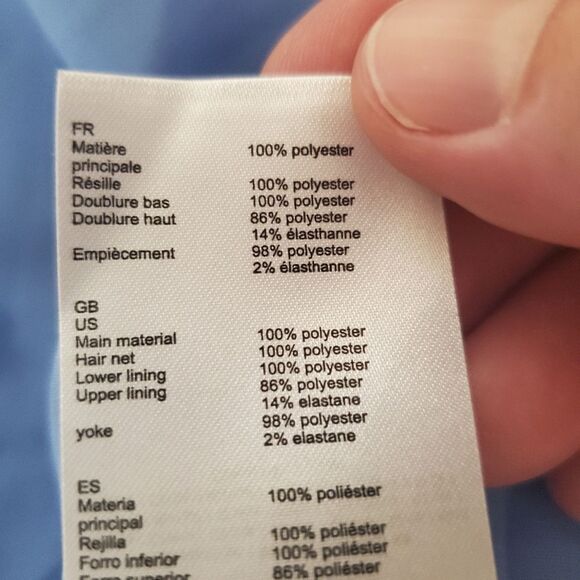 FR
Matière 100% polyester
principale
Résille 100% polyester
Doublure bas 100% polyester
Doublure haut 86% polyester
14% élasthanne
Empiècement 98% polyester
2% élasthanne
GB
US
Main material 100% polyester
Hair net 100% polyester
Lower lining 100% polyester
Upper lining 86% polyester
14% elastane
yoke 98% polyester
2% elastane
ES
Materia 100% poliéster
principal
Rejilla 100% poliéster
Forro inferior 100% poliéster
Forro superior 86% poliéster